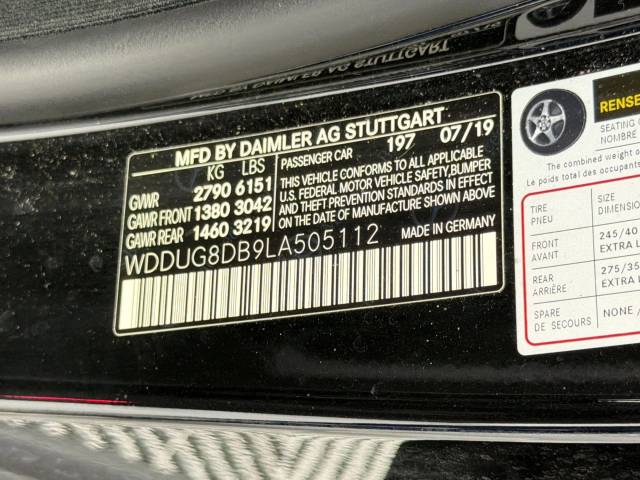 MFD BY DAIMLER AG STUTTGART
KG LBS
GVWR 2790 6151
GAWR FRONT 1380 3042
GAWR REAR 1460 3219
PASSENGER CAR 197 07/19
THIS VEHICLE CONFORMS TO ALL APPLICABLE
U.S. FEDERAL MOTOR VEHICLE SAFETY, BUMPER
AND THEFT PREVENTION STANDARDS IN EFFECT
ON THE DATE OF MANUFACTURE SHOWN ABOVE.
WDDUG8DB9LA505112 MADE IN GERMANY
RENSE
SEATING
NOMBRE
The combined weight o
Le poids total des occupants
TIRE
PNEU
SIZE
DIMENSION
FRONT
AVANT
245/40
EXTRA L
REAR
ARRIÈRE
275/35
EXTRA L
SPARE
DE SECOURS
NONE /